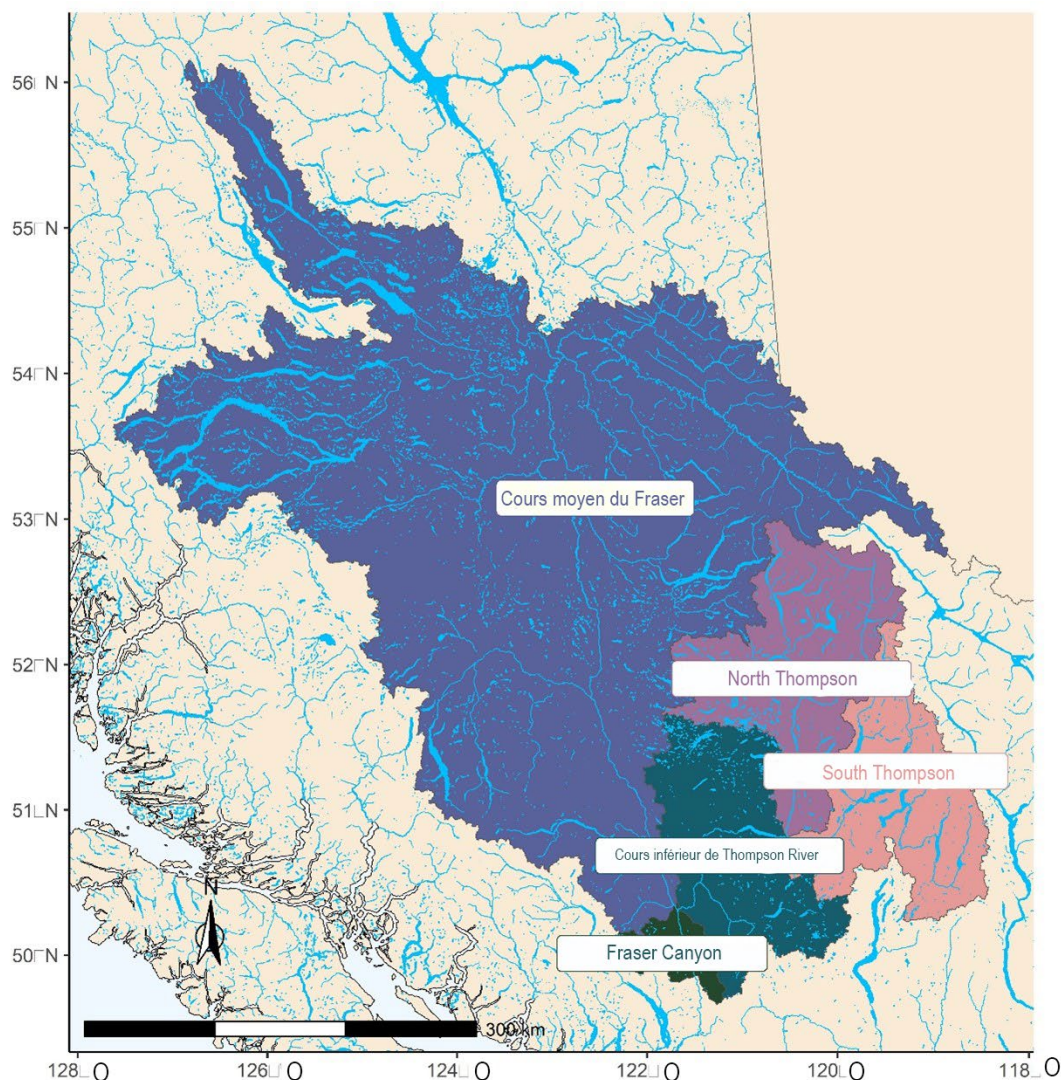 56□ N
55□ N
54□ N
53□ N
52□ N
51□ N
50□ N
Cours moyen du Fraser
North Thompson
South Thompson
Cours inférieur de Thompson River
Fraser Canyon
N
300 km
128□ O
126□ O
124□ O
122□ O
120□ O
118□ O